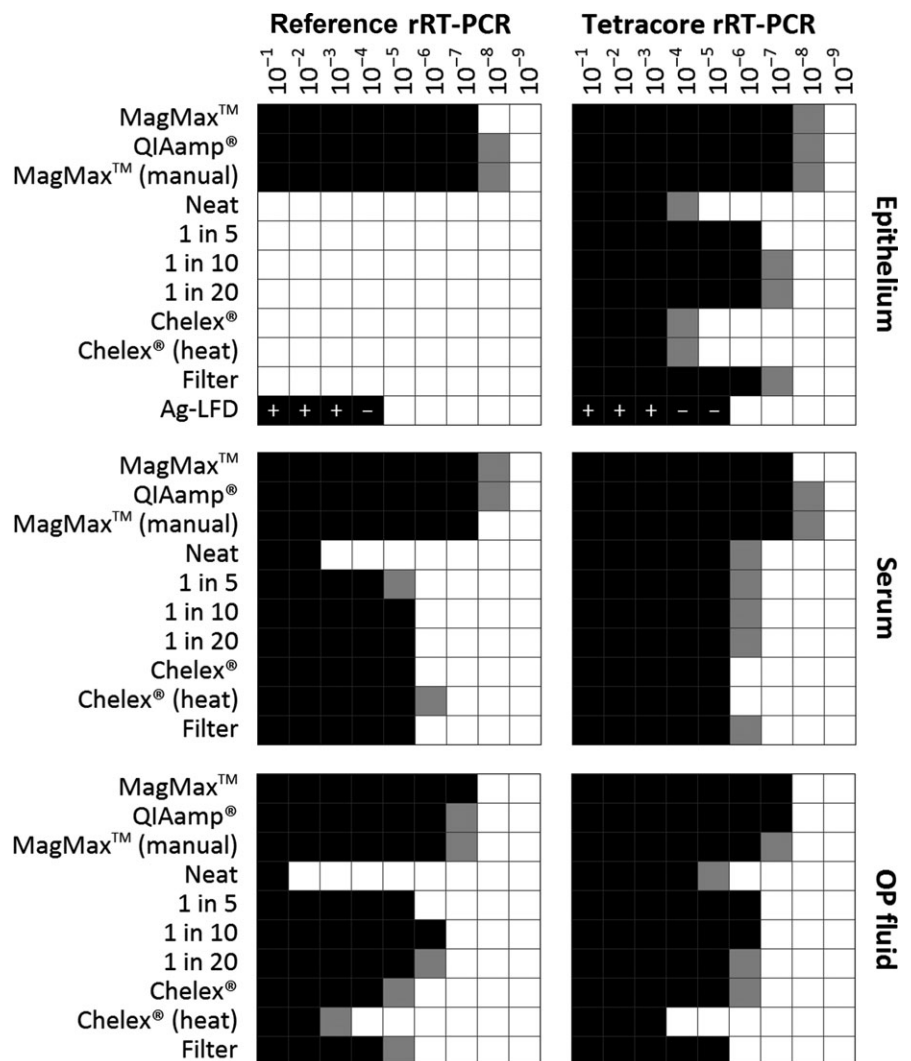 Reference rRT-PCR Tetracore rRT-PCR
10⁻¹ 10⁻² 10⁻³ 10⁻⁴ 10⁻⁵ 10⁻⁶ 10⁻⁷ 10⁻⁸ 10⁻⁹ 10⁻¹ 10⁻² 10⁻³ 10⁻⁴ 10⁻⁵ 10⁻⁶ 10⁻⁷ 10⁻⁸ 10⁻⁹
Epithelium
MagMax™
QIAamp®
MagMax™ (manual)
Neat
1 in 5
1 in 10
1 in 20
Chelex®
Chelex® (heat)
Filter
Ag-LFD + + + − + + + − −
Serum
MagMax™
QIAamp®
MagMax™ (manual)
Neat
1 in 5
1 in 10
1 in 20
Chelex®
Chelex® (heat)
Filter
OP fluid
MagMax™
QIAamp®
MagMax™ (manual)
Neat
1 in 5
1 in 10
1 in 20
Chelex®
Chelex® (heat)
Filter